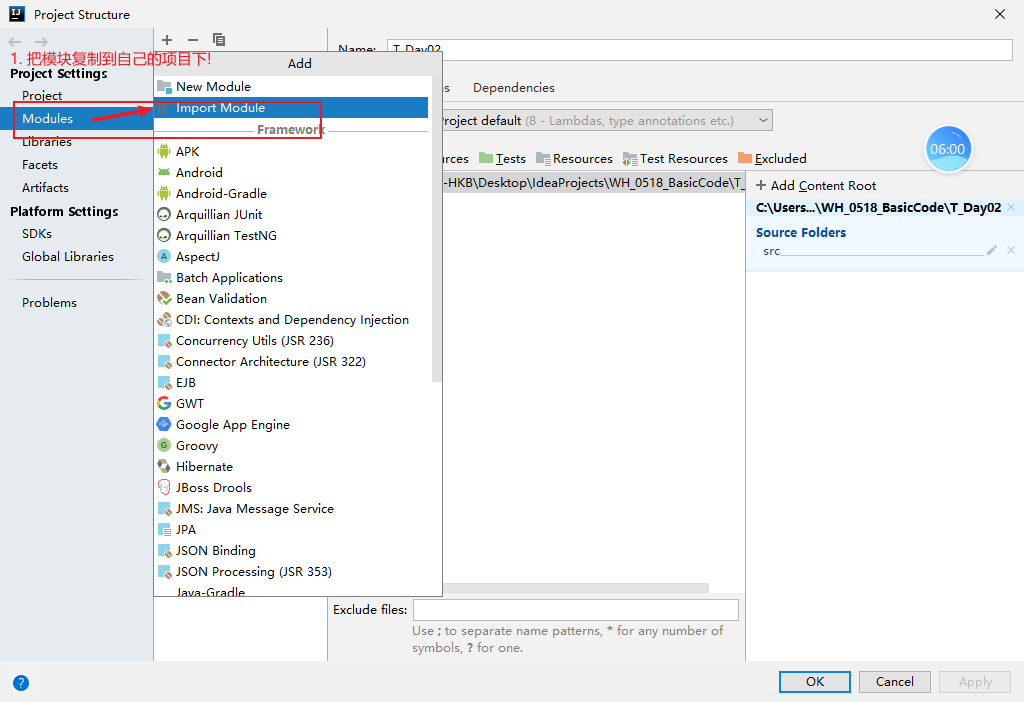 Project Structure
1. 把模块复制到自己的项目下!
Project Settings
Project
Modules
Libraries
Facets
Artifacts
Platform Settings
SDKs
Global Libraries
Problems
Add
New Module
Import Module
Framework
APK
Android
Android-Gradle
Arquillian JUnit
Arquillian TestNG
AspectJ
Batch Applications
Bean Validation
CDI: Contexts and Dependency Injection
Concurrency Utils (JSR 236)
Connector Architecture (JSR 322)
EJB
GWT
Google App Engine
Groovy
Hibernate
JBoss Drools
JMS: Java Message Service
JPA
JSON Binding
JSON Processing (JSR 353)
Java-Gradle
Name: T_Day02
Dependencies
roject default (8 - Lambdas, type annotations etc.)
06:00
urces Tests Resources Test Resources Excluded
-HKB\Desktop\IdeaProjects\WH_0518_BasicCode\T_
+ Add Content Root
C:\Users...\WH_0518_BasicCode\T_Day02
Source Folders
src
Exclude files:
Use ; to separate name patterns, * for any number of
symbols, ? for one.
?
OK Cancel Apply